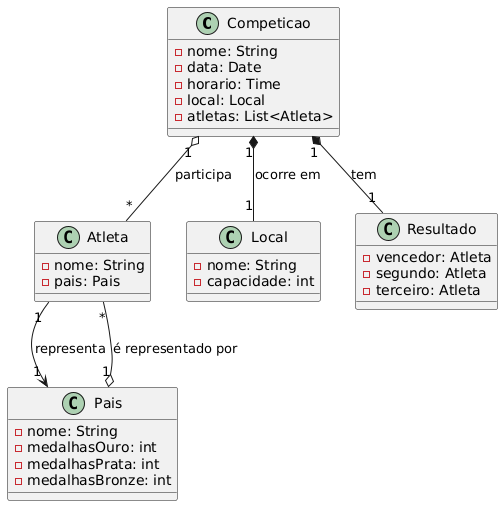 C Competicao
nome: String
data: Date
horario: Time
local: Local
atletas: List<Atleta>
1 1 1
participa ocorre em tem
* 1 1
C Atleta
nome: String
pais: Pais
C Local
nome: String
capacidade: int
C Resultado
vencedor: Atleta
segundo: Atleta
terceiro: Atleta
1 *
representa é representado por
1 1
C Pais
nome: String
medalhasOuro: int
medalhasPrata: int
medalhasBronze: int